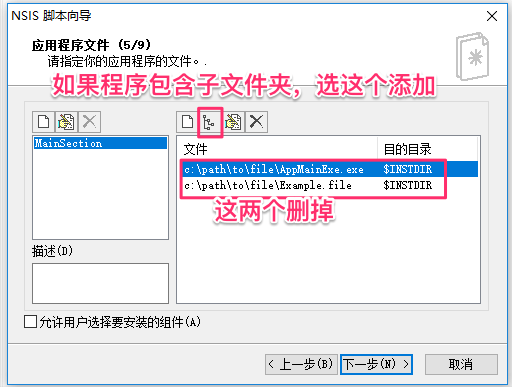 NSIS 脚本向导
应用程序文件 (5/9)
请指定你的应用程序的文件。.
如果程序包含子文件夹，选这个添加
MainSection
文件 目的目录
c:\path\to\file\AppMainExe.exe $INSTDIR
c:\path\to\file\Example.file $INSTDIR
这两个删掉
描述(D)
允许用户选择要安装的组件(A)
< 上一步(B) 下一步(N) > 取消